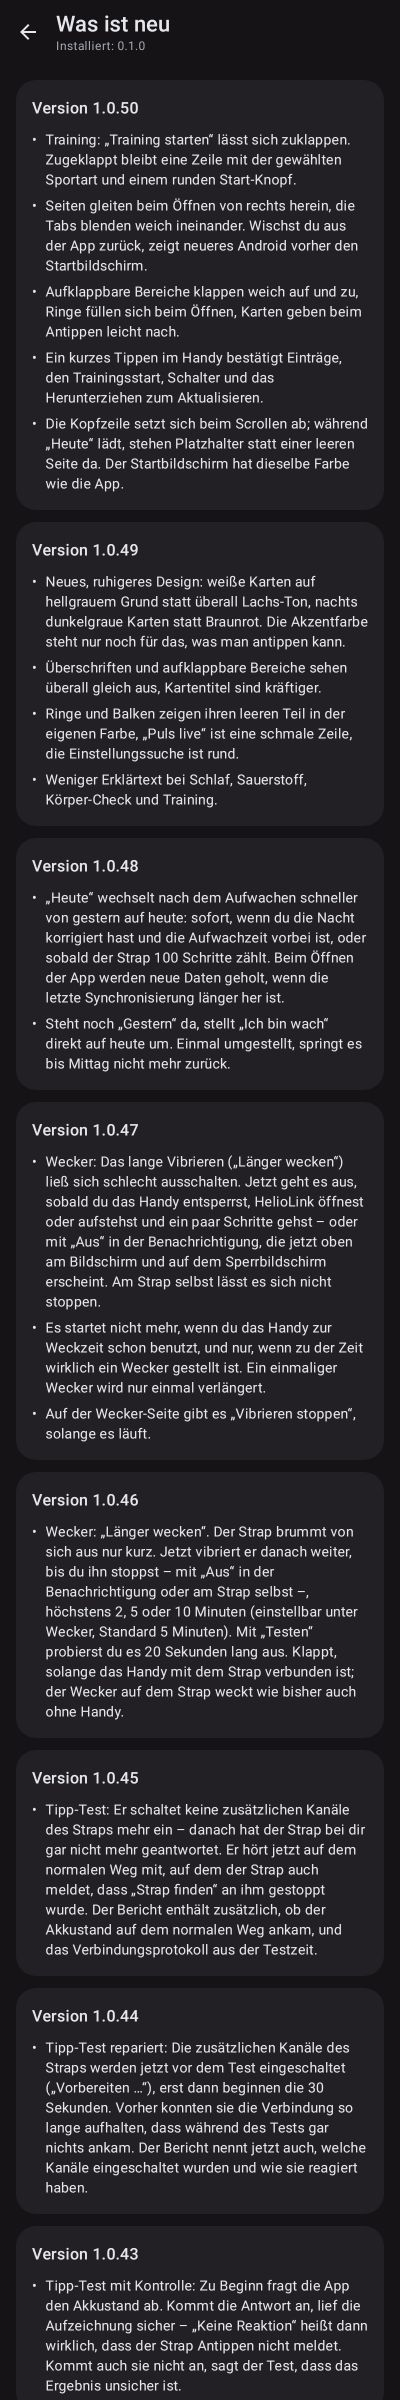 Was ist neu
Installiert: 0.1.0
Version 1.0.50
• Training: „Training starten“ lässt sich zuklappen.
Zugeklappt bleibt eine Zeile mit der gewählten
Sportart und einem runden Start-Knopf.
• Seiten gleiten beim Öffnen von rechts herein, die
Tabs blenden weich ineinander. Wischst du aus
der App zurück, zeigt neueres Android vorher den
Startbildschirm.
• Aufklappbare Bereiche klappen weich auf und zu,
Ringe füllen sich beim Öffnen, Karten geben beim
Antippen leicht nach.
• Ein kurzes Tippen im Handy bestätigt Einträge,
den Trainingsstart, Schalter und das
Herunterziehen zum Aktualisieren.
• Die Kopfzeile setzt sich beim Scrollen ab; während
„Heute“ lädt, stehen Platzhalter statt einer leeren
Seite da. Der Startbildschirm hat dieselbe Farbe
wie die App.
Version 1.0.49
• Neues, ruhigeres Design: weiße Karten auf
hellgrauem Grund statt überall Lachs-Ton, nachts
dunkelgraue Karten statt Braunrot. Die Akzentfarbe
steht nur noch für das, was man antippen kann.
• Überschriften und aufklappbare Bereiche sehen
überall gleich aus, Kartentitel sind kräftiger.
• Ringe und Balken zeigen ihren leeren Teil in der
eigenen Farbe, „Puls live“ ist eine schmale Zeile,
die Einstellungssuche ist rund.
• Weniger Erklärtext bei Schlaf, Sauerstoff,
Körper-Check und Training.
Version 1.0.48
• „Heute“ wechselt nach dem Aufwachen schneller
von gestern auf heute: sofort, wenn du die Nacht
korrigiert hast und die Aufwachzeit vorbei ist, oder
sobald der Strap 100 Schritte zählt. Beim Öffnen
der App werden neue Daten geholt, wenn die
letzte Synchronisierung länger her ist.
• Steht noch „Gestern“ da, stellt „Ich bin wach“
direkt auf heute um. Einmal umgestellt, springt es
bis Mittag nicht mehr zurück.
Version 1.0.47
• Wecker: Das lange Vibrieren („Länger wecken“)
ließ sich schlecht ausschalten. Jetzt geht es aus,
sobald du das Handy entsperrst, HelioLink öffnest
oder aufstehst und ein paar Schritte gehst – oder
mit „Aus“ in der Benachrichtigung, die jetzt oben
am Bildschirm und auf dem Sperrbildschirm
erscheint. Am Strap selbst lässt es sich nicht
stoppen.
• Es startet nicht mehr, wenn du das Handy zur
Weckzeit schon benutzt, und nur, wenn zu der Zeit
wirklich ein Wecker gestellt ist. Ein einmaliger
Wecker wird nur einmal verlängert.
• Auf der Wecker-Seite gibt es „Vibrieren stoppen“,
solange es läuft.
Version 1.0.46
• Wecker: „Länger wecken“. Der Strap brummt von
sich aus nur kurz. Jetzt vibriert er danach weiter,
bis du ihn stoppst – mit „Aus“ in der
Benachrichtigung oder am Strap selbst –,
höchstens 2, 5 oder 10 Minuten (einstellbar unter
Wecker, Standard 5 Minuten). Mit „Testen“
probierst du es 20 Sekunden lang aus. Klappt,
solange das Handy mit dem Strap verbunden ist;
der Wecker auf dem Strap weckt wie bisher auch
ohne Handy.
Version 1.0.45
• Tipp-Test: Er schaltet keine zusätzlichen Kanäle
des Straps mehr ein – danach hat der Strap bei dir
gar nicht mehr geantwortet. Er hört jetzt auf dem
normalen Weg mit, auf dem der Strap auch
meldet, dass „Strap finden“ an ihm gestoppt
wurde. Der Bericht enthält zusätzlich, ob der
Akkustand auf dem normalen Weg ankam, und
das Verbindungsprotokoll aus der Testzeit.
Version 1.0.44
• Tipp-Test repariert: Die zusätzlichen Kanäle des
Straps werden jetzt vor dem Test eingeschaltet
(„Vorbereiten …“), erst dann beginnen die 30
Sekunden. Vorher konnten sie die Verbindung so
lange aufhalten, dass während des Tests gar
nichts ankam. Der Bericht nennt jetzt auch, welche
Kanäle eingeschaltet wurden und wie sie reagiert
haben.
Version 1.0.43
• Tipp-Test mit Kontrolle: Zu Beginn fragt die App
den Akkustand ab. Kommt die Antwort an, lief die
Aufzeichnung sicher – „Keine Reaktion“ heißt dann
wirklich, dass der Strap Antippen nicht meldet.
Kommt auch sie nicht an, sagt der Test, dass das
Ergebnis unsicher ist.